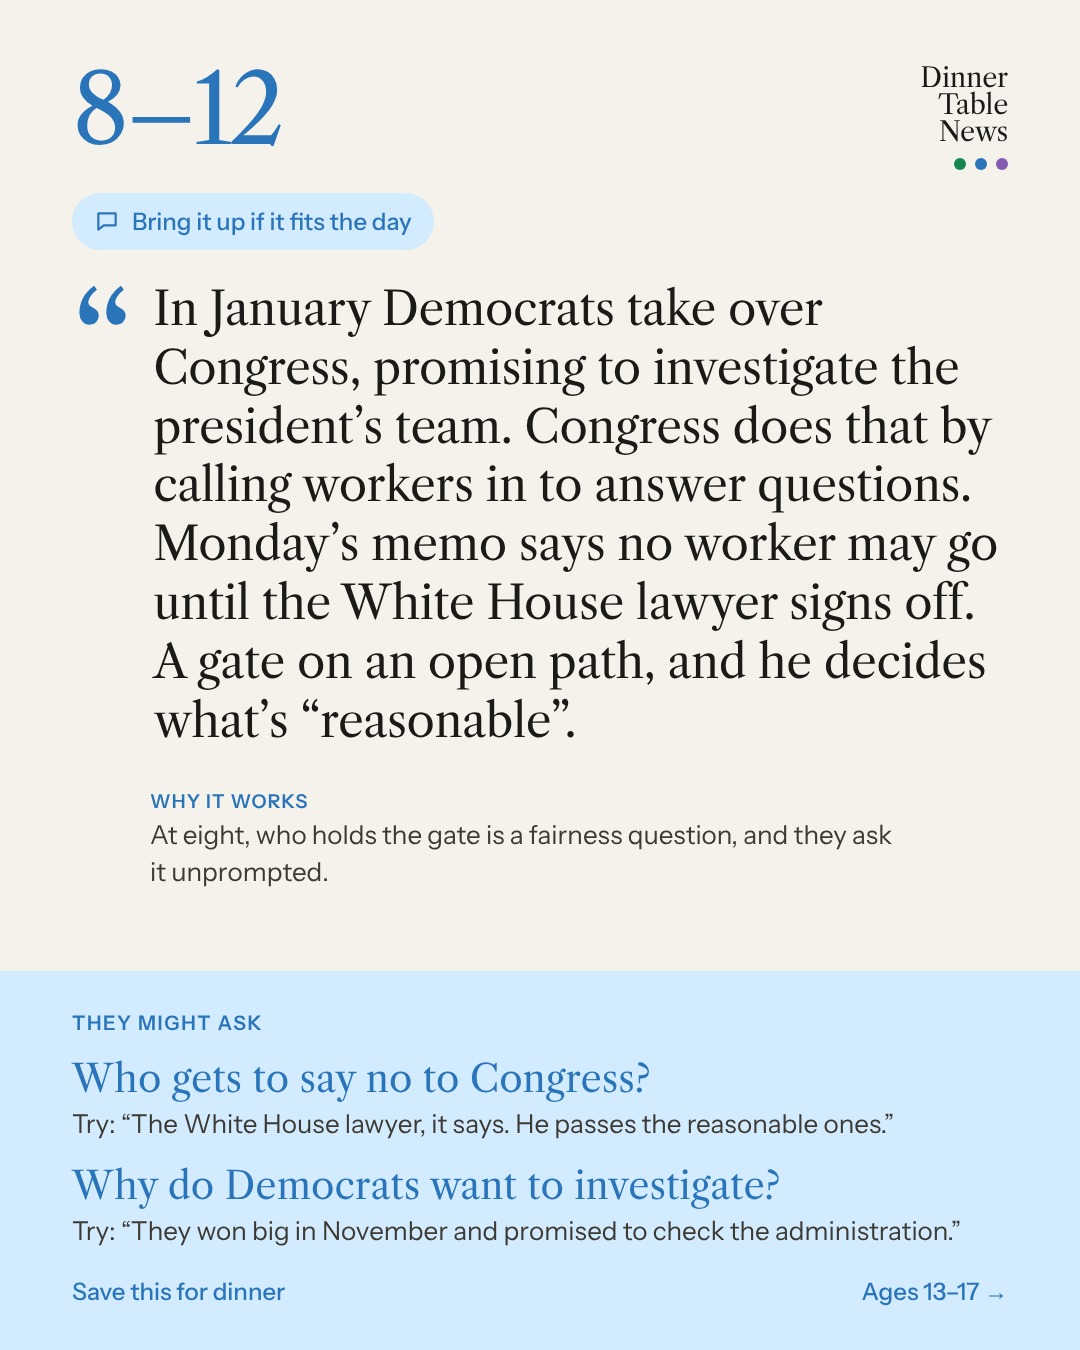 8–12
Dinner
Table
News
Bring it up if it fits the day
“ In January Democrats take over
Congress, promising to investigate the
president’s team. Congress does that by
calling workers in to answer questions.
Monday’s memo says no worker may go
until the White House lawyer signs off.
A gate on an open path, and he decides
what’s “reasonable”.
WHY IT WORKS
At eight, who holds the gate is a fairness question, and they ask
it unprompted.
THEY MIGHT ASK
Who gets to say no to Congress?
Try: “The White House lawyer, it says. He passes the reasonable ones.”
Why do Democrats want to investigate?
Try: “They won big in November and promised to check the administration.”
Save this for dinner
Ages 13–17 →